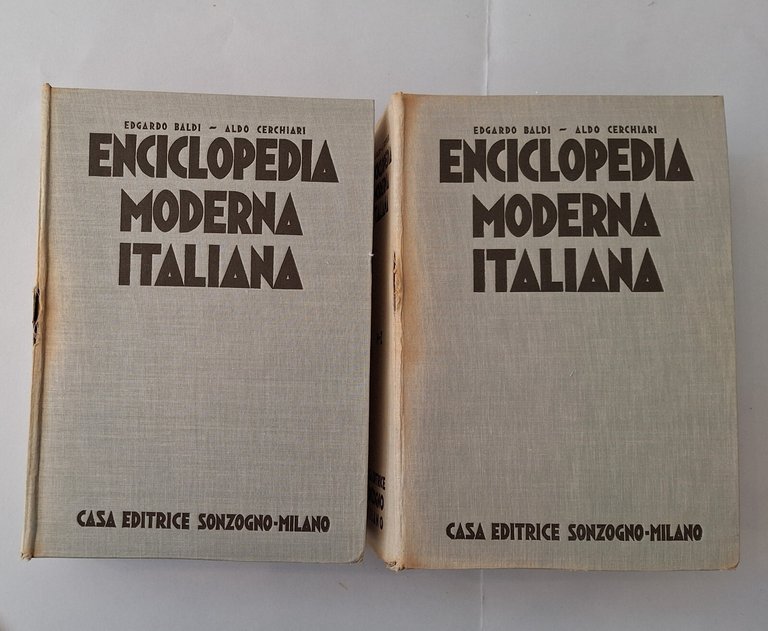 EDGARDO BALDI – ALDO CERCHIARI
ENCICLOPEDIA
MODERNA
ITALIANA
CASA EDITRICE SONZOGNO-MILANO
EDGARDO BALDI – ALDO CERCHIARI
ENCICLOPEDIA
MODERNA
ITALIANA
CASA EDITRICE SONZOGNO-MILANO